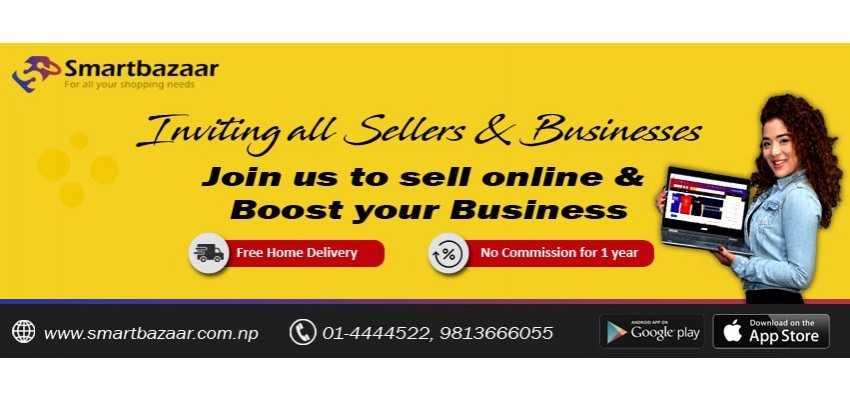 Smartbazaar
For all your shopping needs
Inviting all Sellers & Businesses
Join us to sell online &
Boost your Business
Free Home Delivery
% No Commission for 1 year
www.smartbazaar.com.np
01-4444522, 9813666055
ANDROID APP ON
Google play
Download on the
App Store